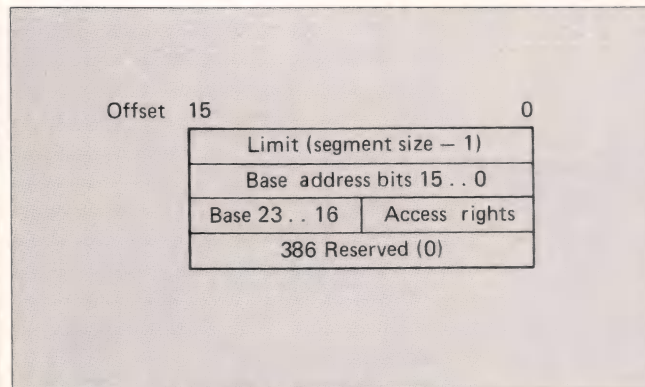 Offset 15 0
Limit (segment size — 1)
Base address bits 15 . . 0
Base 23 . . 16 Access rights
386 Reserved (0)